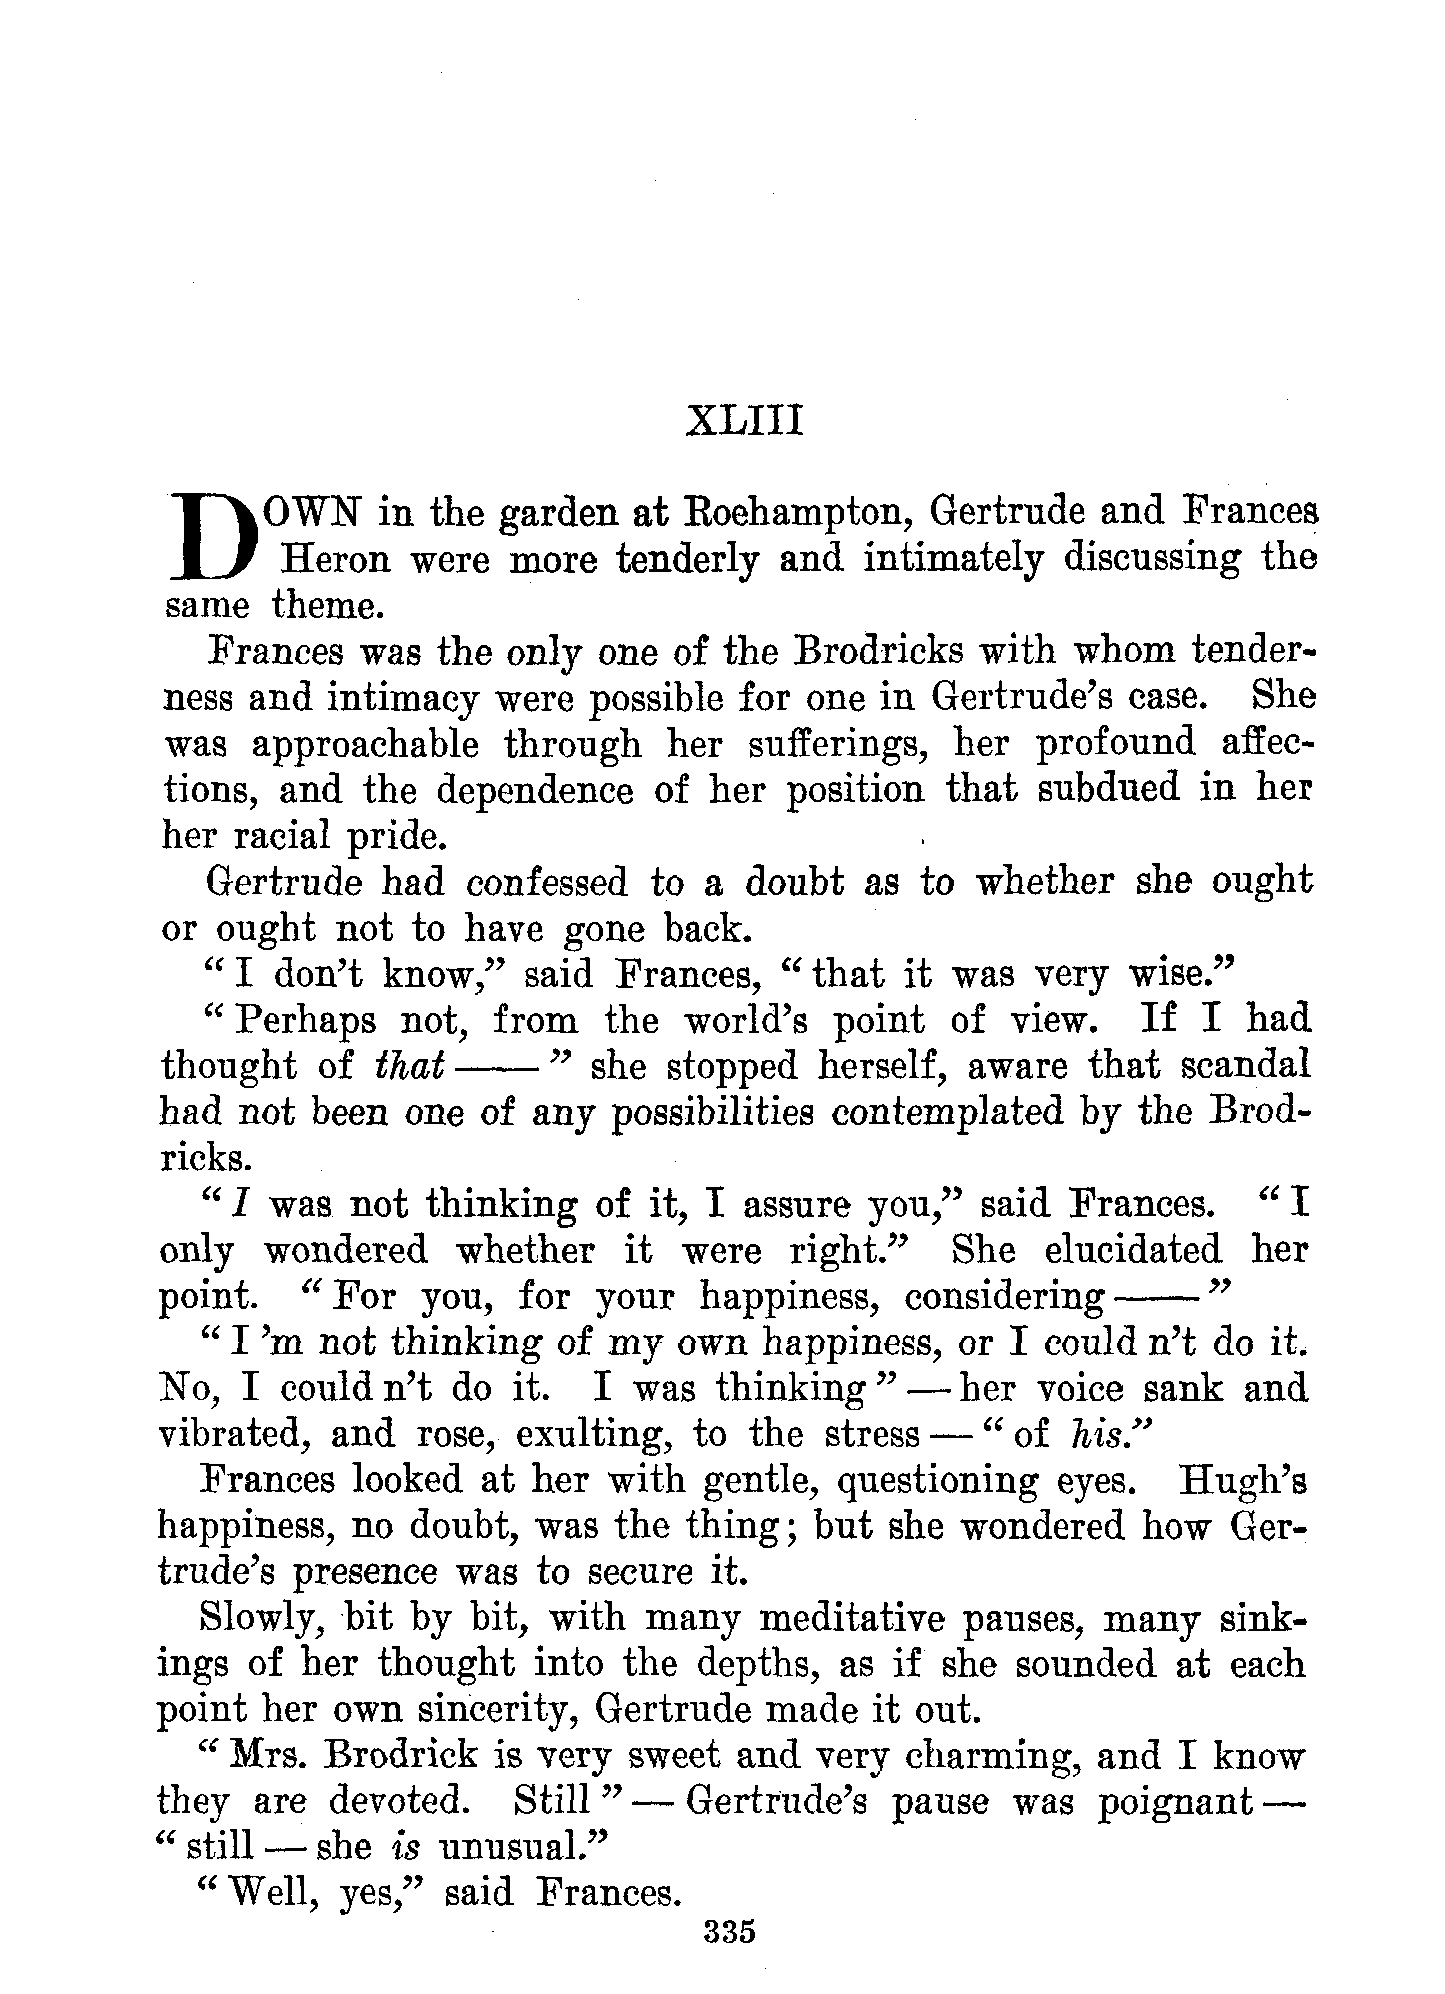 XLIII
DOWN in the garden at Roehampton, Gertrude and Frances
Heron were more tenderly and intimately discussing the
same theme.
Frances was the only one of the Brodricks with whom tender-
ness and intimacy were possible for one in Gertrude's case. She
was approachable through her sufferings, her profound affec-
tions, and the dependence of her position that subdued in her
her racial pride.
Gertrude had confessed to a doubt as to whether she ought
or ought not to have gone back.
"I don't know," said Frances, "that it was very wise."
"Perhaps not, from the world's point of view. If I had
thought of that——" she stopped herself, aware that scandal
had not been one of any possibilities contemplated by the Brod-
ricks.
"I was not thinking of it, I assure you," said Frances. "I
only wondered whether it were right." She elucidated her
point. "For you, for your happiness, considering——"
"I 'm not thinking of my own happiness, or I could n't do it.
No, I could n't do it. I was thinking" — her voice sank and
vibrated, and rose, exulting, to the stress — "of his."
Frances looked at her with gentle, questioning eyes. Hugh's
happiness, no doubt, was the thing; but she wondered how Ger-
trude's presence was to secure it.
Slowly, bit by bit, with many meditative pauses, many sink-
ings of her thought into the depths, as if she sounded at each
point her own sincerity, Gertrude made it out.
"Mrs. Brodrick is very sweet and very charming, and I know
they are devoted. Still" — Gertrude's pause was poignant —
"still — she is unusual."
"Well, yes," said Frances.
335